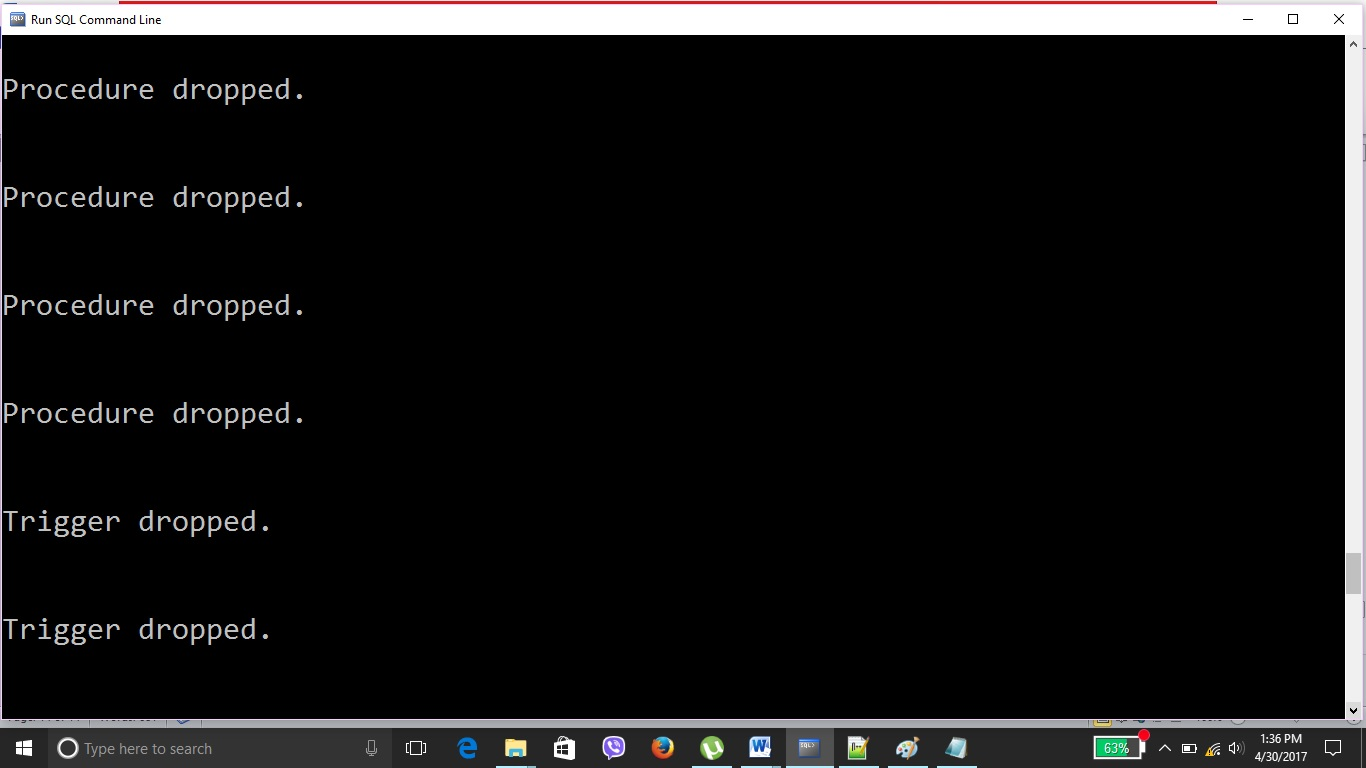 Run SQL Command Line
Procedure dropped.
Procedure dropped.
Procedure dropped.
Procedure dropped.
Trigger dropped.
Trigger dropped.
Type here to search
63%
1:36 PM
4/30/2017